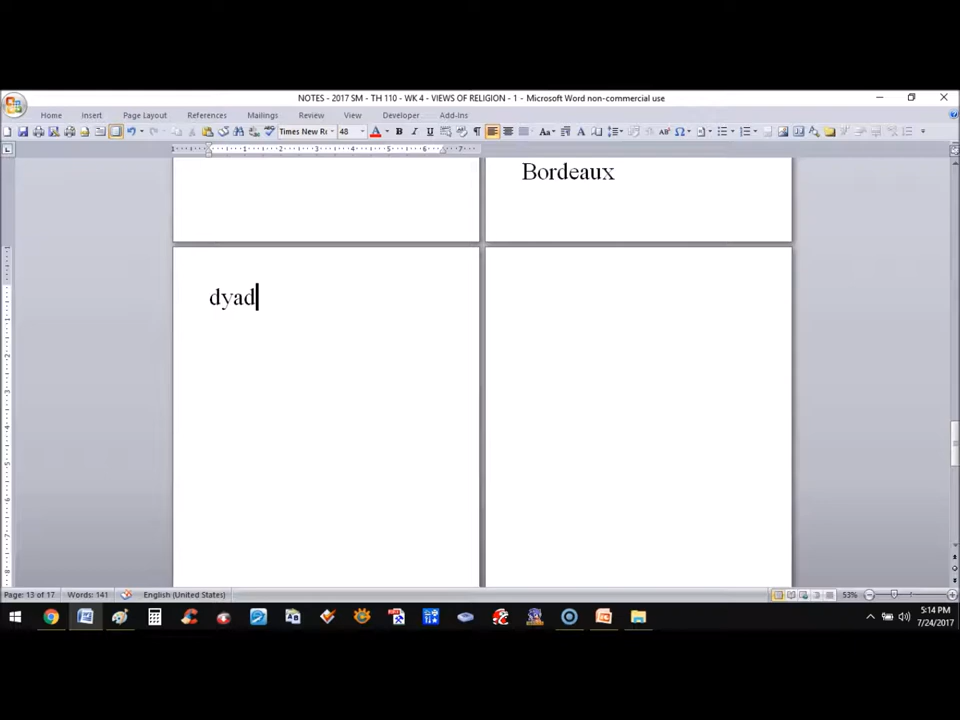 NOTES - 2017 SM - TH 110 - WK 4 - VIEWS OF RELIGION - 1 - Microsoft Word non-commercial use
Home Insert Page Layout References Mailings Review View Developer Add-Ins
Times New Ro 48
Bordeaux
dyad
Page: 13 of 17 Words: 141 English (United States) 53%
5:14 PM
7/24/2017